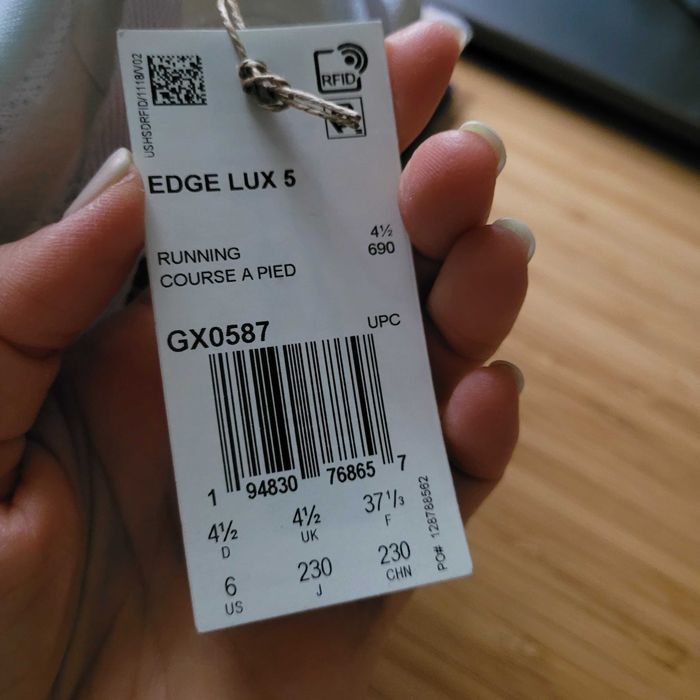 USHSDRFID/1118/V02
RFID
EDGE LUX 5
RUNNING
COURSE A PIED
4½
690
GX0587
UPC
1 94830 76865 7
4½ 4½ 37⅓
D UK F
6 230 230
US J CHN
PO# 128788562